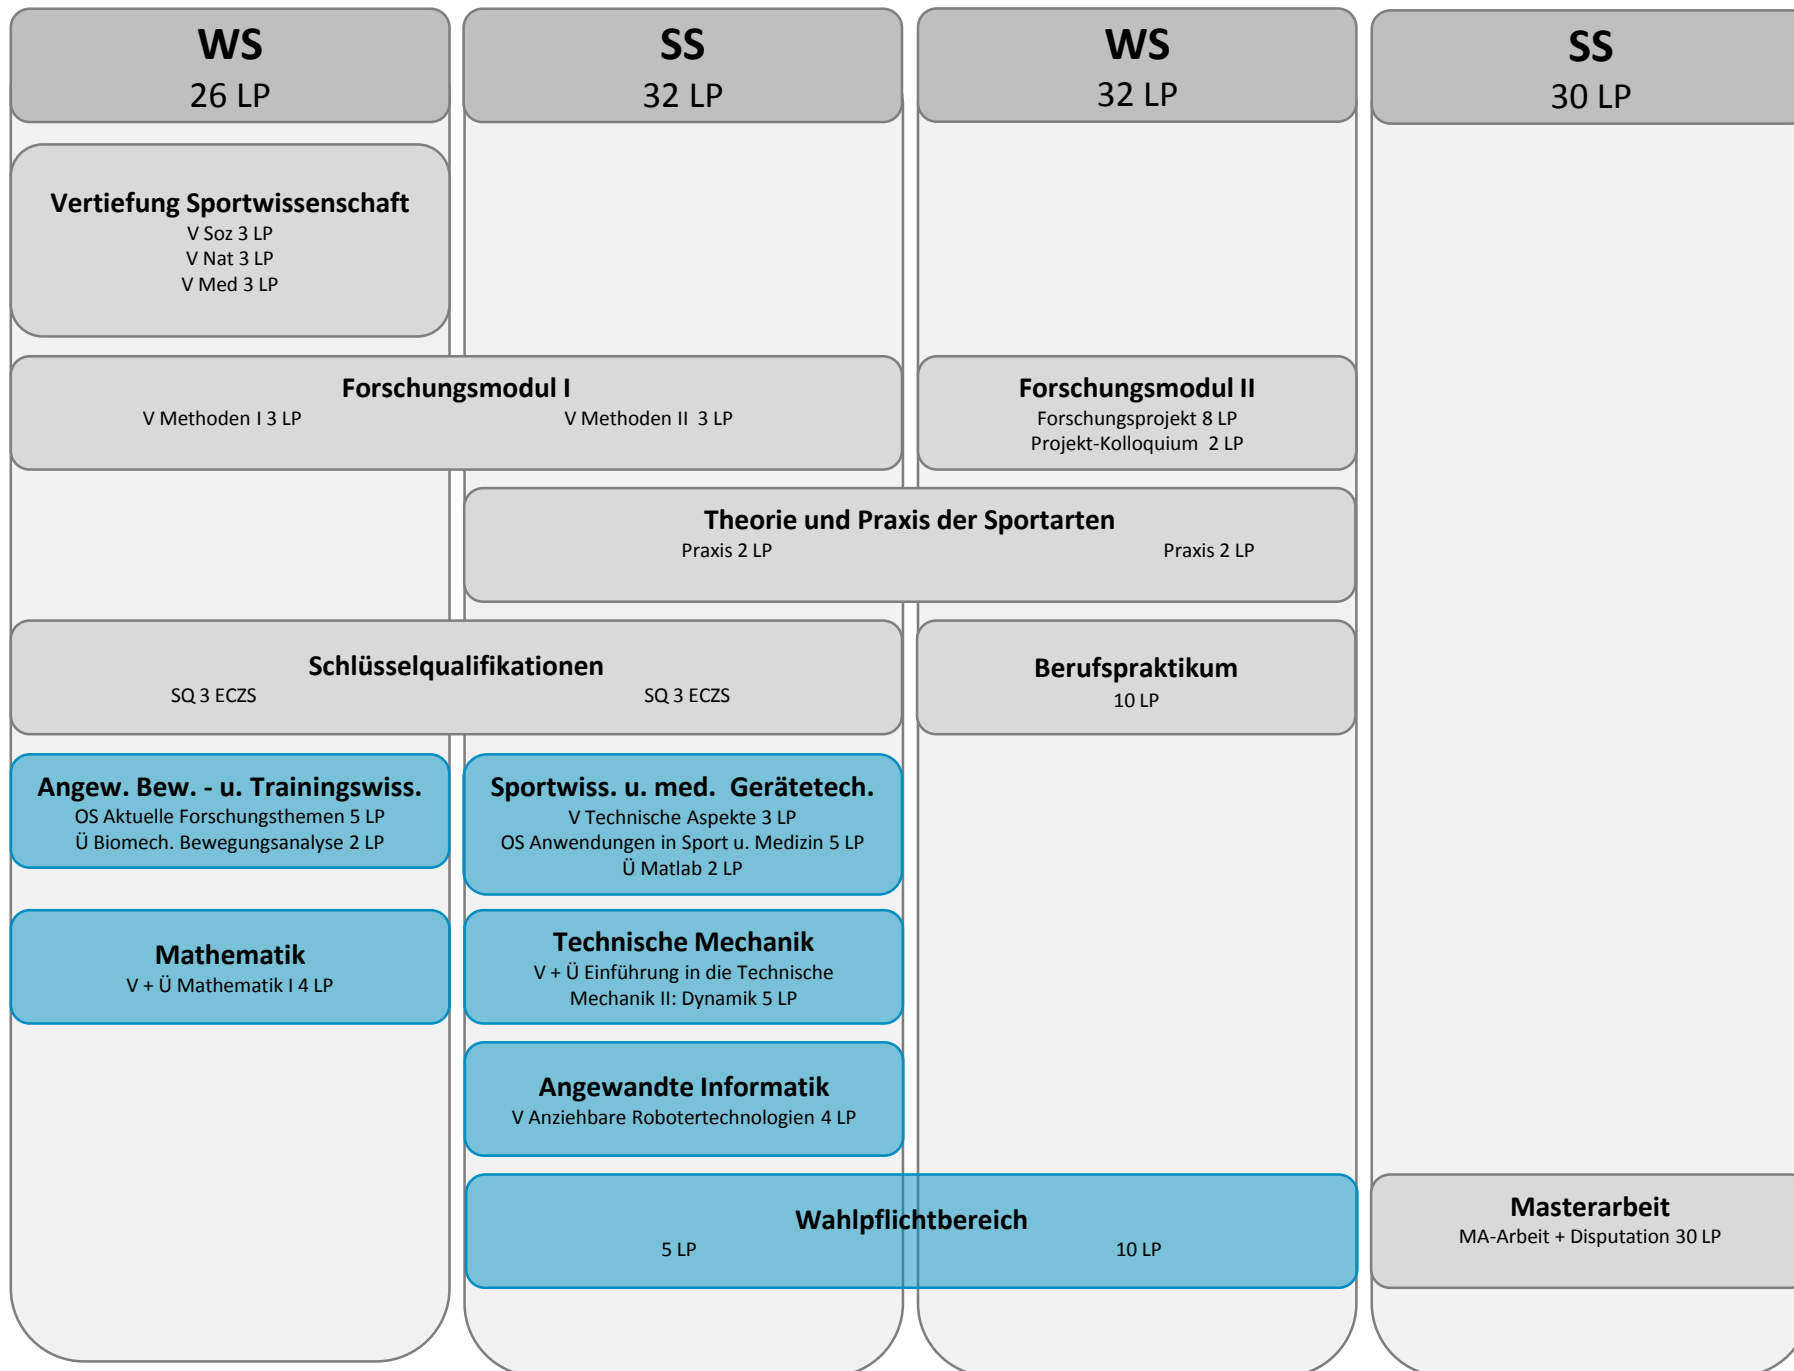 WS
26 LP
SS
32 LP
WS
32 LP
SS
30 LP
Vertiefung Sportwissenschaft
V Soz 3 LP
V Nat 3 LP
V Med 3 LP
Forschungsmodul I
V Methoden I 3 LP
V Methoden II 3 LP
Forschungsmodul II
Forschungsprojekt 8 LP
Projekt-Kolloquium 2 LP
Theorie und Praxis der Sportarten
Praxis 2 LP
Praxis 2 LP
Schlüsselqualifikationen
SQ 3 ECZS
SQ 3 ECZS
Berufspraktikum
10 LP
Angew. Bew. - u. Trainingswiss.
OS Aktuelle Forschungsthemen 5 LP
Ü Biomech. Bewegungsanalyse 2 LP
Sportwiss. u. med. Gerätetech.
V Technische Aspekte 3 LP
OS Anwendungen in Sport u. Medizin 5 LP
Ü Matlab 2 LP
Mathematik
V + Ü Mathematik I 4 LP
Technische Mechanik
V + Ü Einführung in die Technische
Mechanik II: Dynamik 5 LP
Angewandte Informatik
V Anziehbare Robotertechnologien 4 LP
Wahlpflichtbereich
5 LP
10 LP
Masterarbeit
MA-Arbeit + Disputation 30 LP